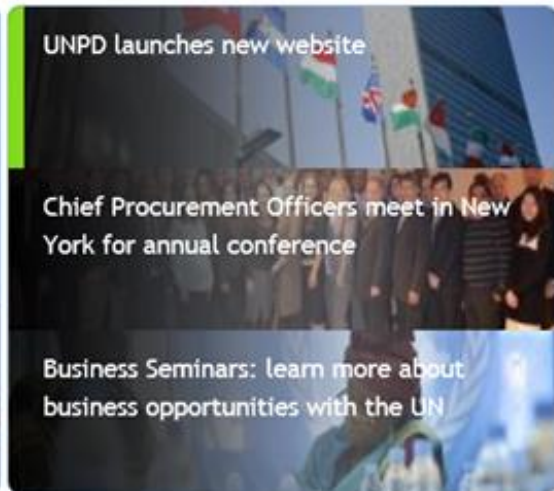 UNPD launches new website
Chief Procurement Officers meet in New
York for annual conference
Business Seminars: learn more about
business opportunities with the UN